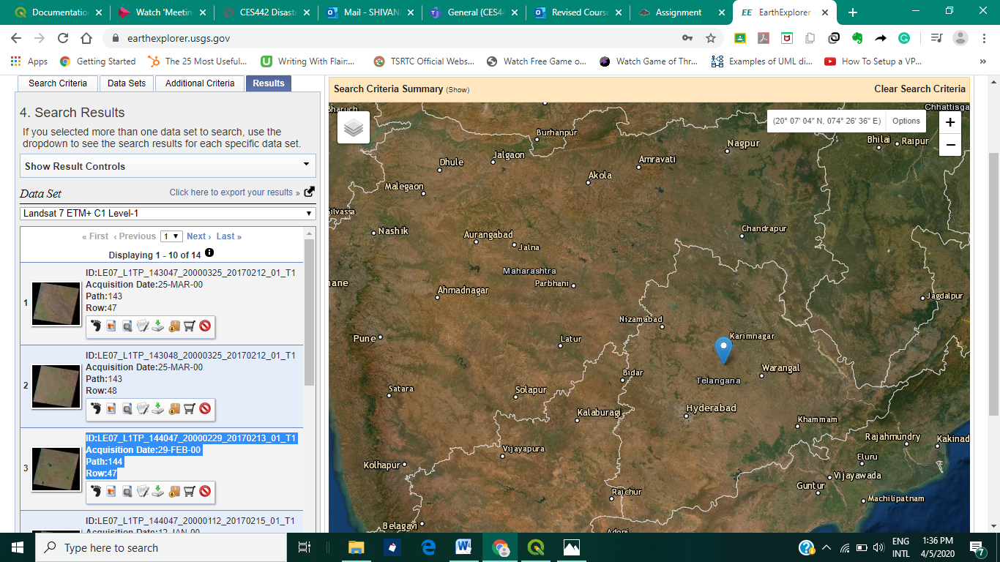 Documentatio
Watch 'Meetin
CES442 Disast
Mail - SHIVAN
General (CES4
Revised Cours
Assignment
EE EarthExplorer -
earthexplorer.usgs.gov
Apps
Getting Started
The 25 Most Useful...
Writing With Flair:...
TSRTC Official Webs...
Watch Free Game o...
Watch Game of Thr...
Examples of UML di...
How To Setup a VP...
»
Search Criteria
Data Sets
Additional Criteria
Results
4. Search Results
If you selected more than one data set to search, use the
dropdown to see the search results for each specific data set.
Show Result Controls
Data Set
Click here to export your results »
Landsat 7 ETM+ C1 Level-1
« First ‹ Previous 1 Next › Last »
Displaying 1 - 10 of 14
1
ID:LE07_L1TP_143047_20000325_20170212_01_T1
Acquisition Date:25-MAR-00
Path:143
Row:47
2
ID:LE07_L1TP_143048_20000325_20170212_01_T1
Acquisition Date:25-MAR-00
Path:143
Row:48
3
ID:LE07_L1TP_144047_20000229_20170213_01_T1
Acquisition Date:29-FEB-00
Path:144
Row:47
ID:LE07_L1TP_144047_20000112_20170215_01_T1
Acquisition Date:12-JAN-00
Search Criteria Summary (Show)
Clear Search Criteria
(20° 07' 04" N, 074° 26' 36" E)
Options
+
−
Bharuch
Chhattisga
Burhanpur
Bhilai
Raipur
Nagpur
Jalgaon
Dhule
Amravati
Akola
Malegaon
Silvassa
Nashik
Chandrapur
Aurangabad
Jalna
Maharashtra
Parbhani
hane
Ahmadnagar
Jagdalpur
Nizamabad
Karimnagar
Pune
Latur
Warangal
Bidar
Telangana
Satara
Solapur
Hyderabad
Kalaburagi
Khammam
Rajahmundry
Kakinad
Vijayapura
Eluru
Kolhapur
Vijayawada
Guntur
Raichur
Machilipatnam
Belagavi
Adoni
Type here to search
ENG
INTL
1:36 PM
4/5/2020
7